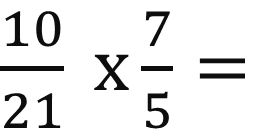 10/21 x 7/5 =